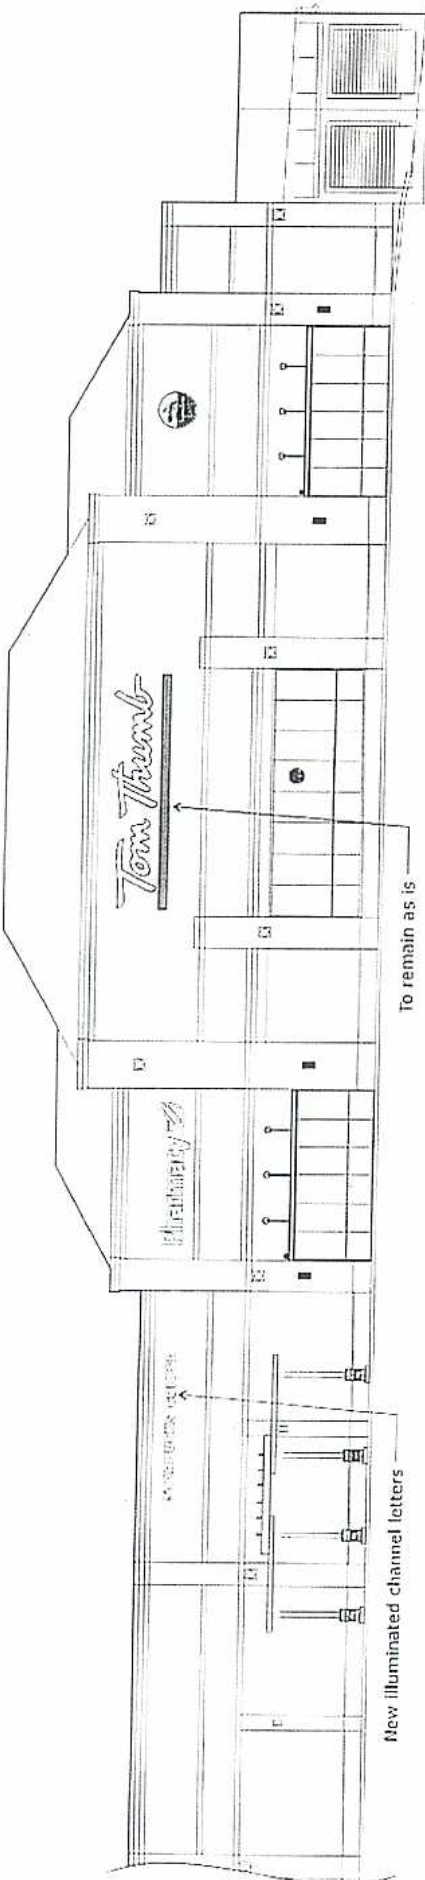 Pharmacy
Tom Thumb
New illuminated channel letters
To remain as is